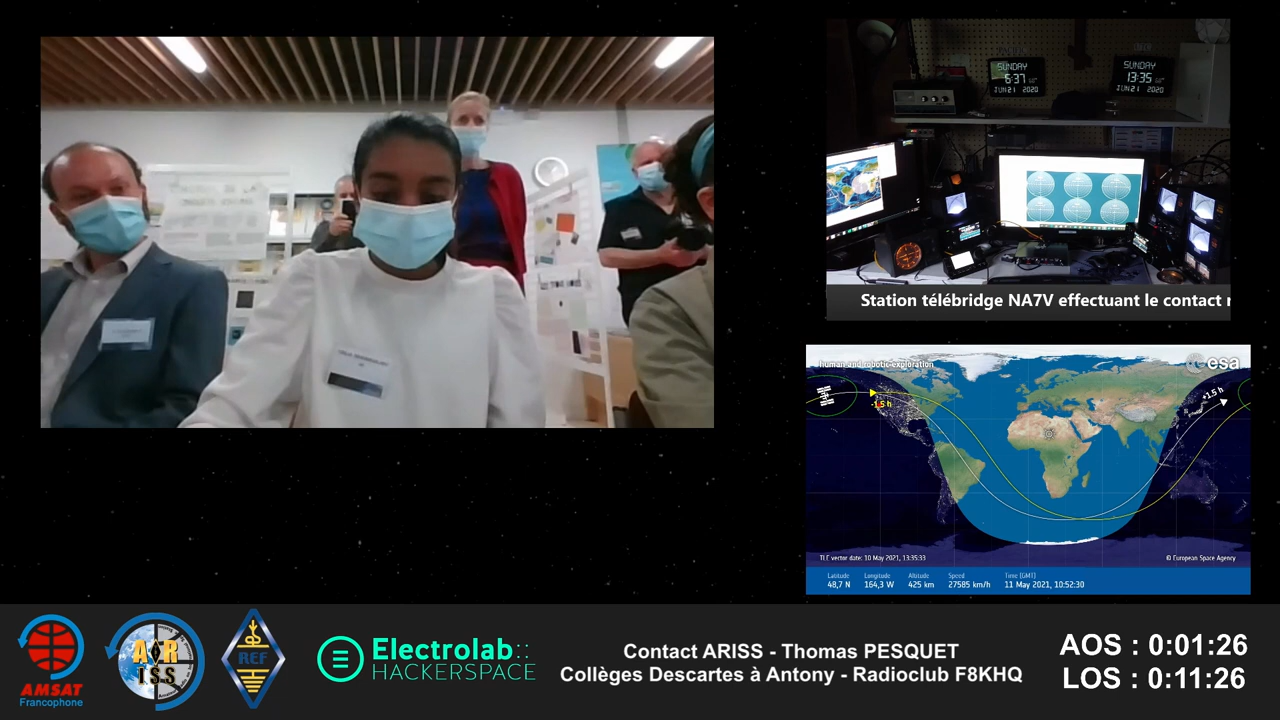 SUNDAY
6:37
JUN 21 2020
SUNDAY
13:35
JUN 21 2020
Station télébridge NA7V effectuant le contact r
human and robotic exploration
esa
-1.5 h
+1.5 h
TLE vertor date: 10 May 2021, 13:35:33
© European Space Agency
Latitude Longitude Altitude Speed Time (GMT)
48,7 N 164,3 W 425 km 27585 km/h 11 May 2021, 10:52:30
AMSAT
Francophone
ARISS
REF
Electrolab::
HACKERSPACE
Contact ARISS - Thomas PESQUET
Collèges Descartes à Antony - Radioclub F8KHQ
AOS : 0:01:26
LOS : 0:11:26